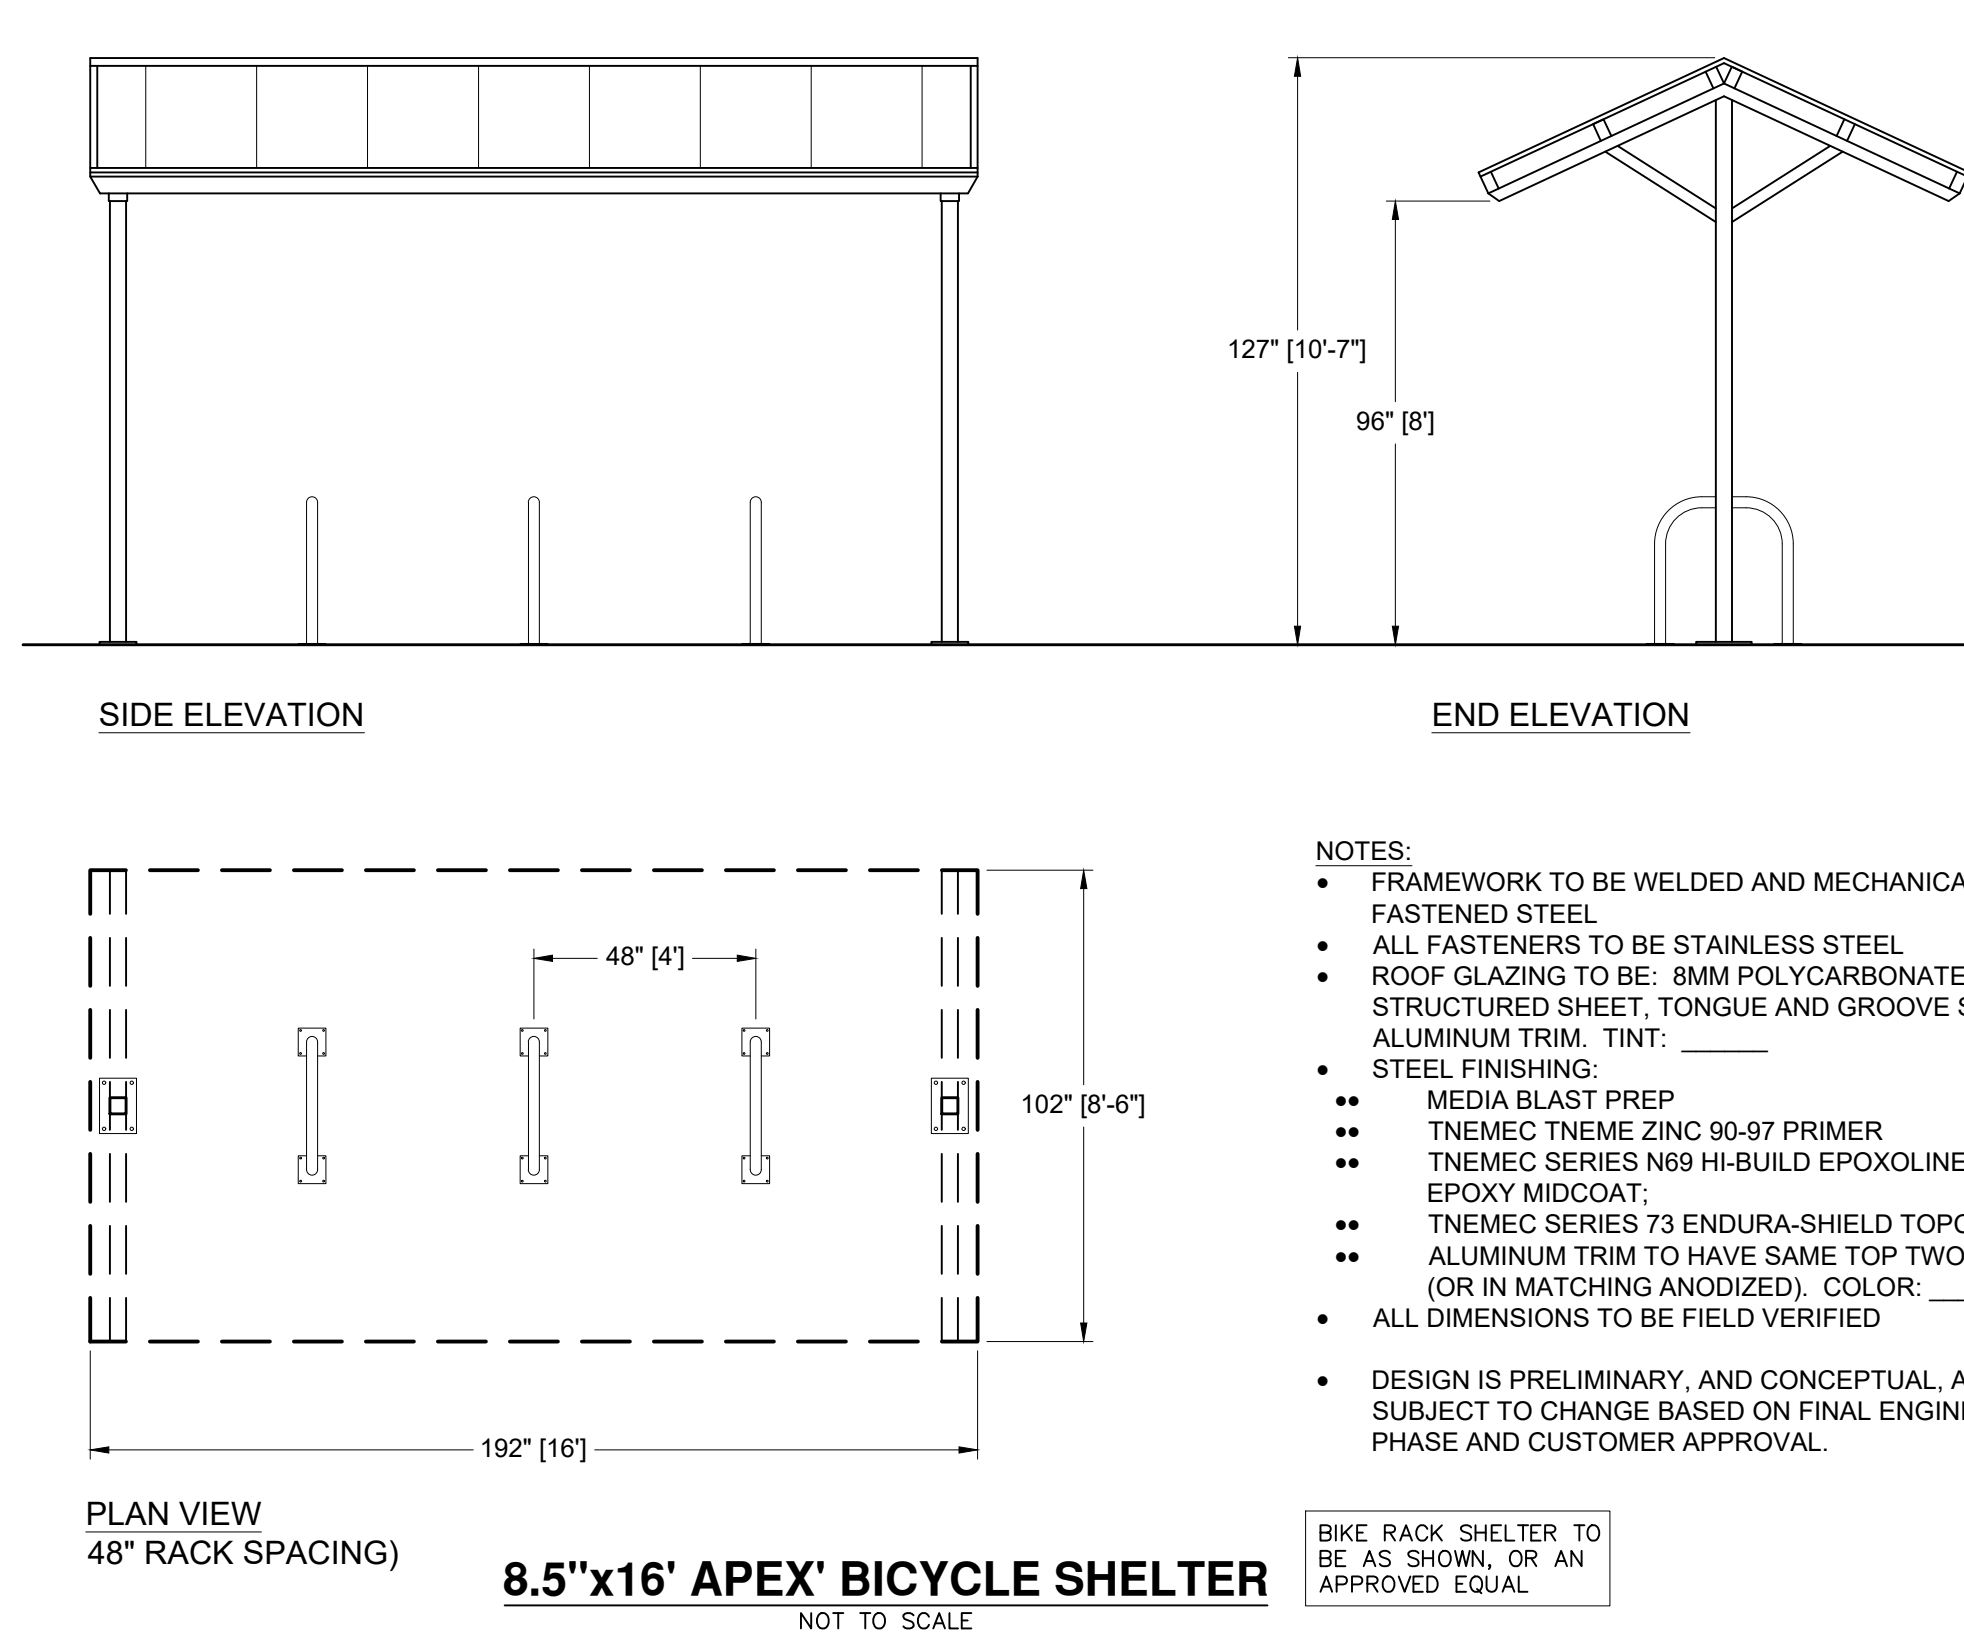 127" [10'-7"]
96" [8']
SIDE ELEVATION
END ELEVATION
48" [4']
102" [8'-6"]
192" [16']
PLAN VIEW
48" RACK SPACING)
NOTES:
• FRAMEWORK TO BE WELDED AND MECHANICA
FASTENED STEEL
• ALL FASTENERS TO BE STAINLESS STEEL
• ROOF GLAZING TO BE: 8MM POLYCARBONATE
STRUCTURED SHEET, TONGUE AND GROOVE S
ALUMINUM TRIM. TINT: ______
• STEEL FINISHING:
•• MEDIA BLAST PREP
•• TNEMEC TNEME ZINC 90-97 PRIMER
•• TNEMEC SERIES N69 HI-BUILD EPOXOLINE
EPOXY MIDCOAT;
•• TNEMEC SERIES 73 ENDURA-SHIELD TOPC
•• ALUMINUM TRIM TO HAVE SAME TOP TWO
(OR IN MATCHING ANODIZED). COLOR: ___
• ALL DIMENSIONS TO BE FIELD VERIFIED
• DESIGN IS PRELIMINARY, AND CONCEPTUAL, A
SUBJECT TO CHANGE BASED ON FINAL ENGIN
PHASE AND CUSTOMER APPROVAL.
8.5"x16' APEX' BICYCLE SHELTER
NOT TO SCALE
BIKE RACK SHELTER TO
BE AS SHOWN, OR AN
APPROVED EQUAL